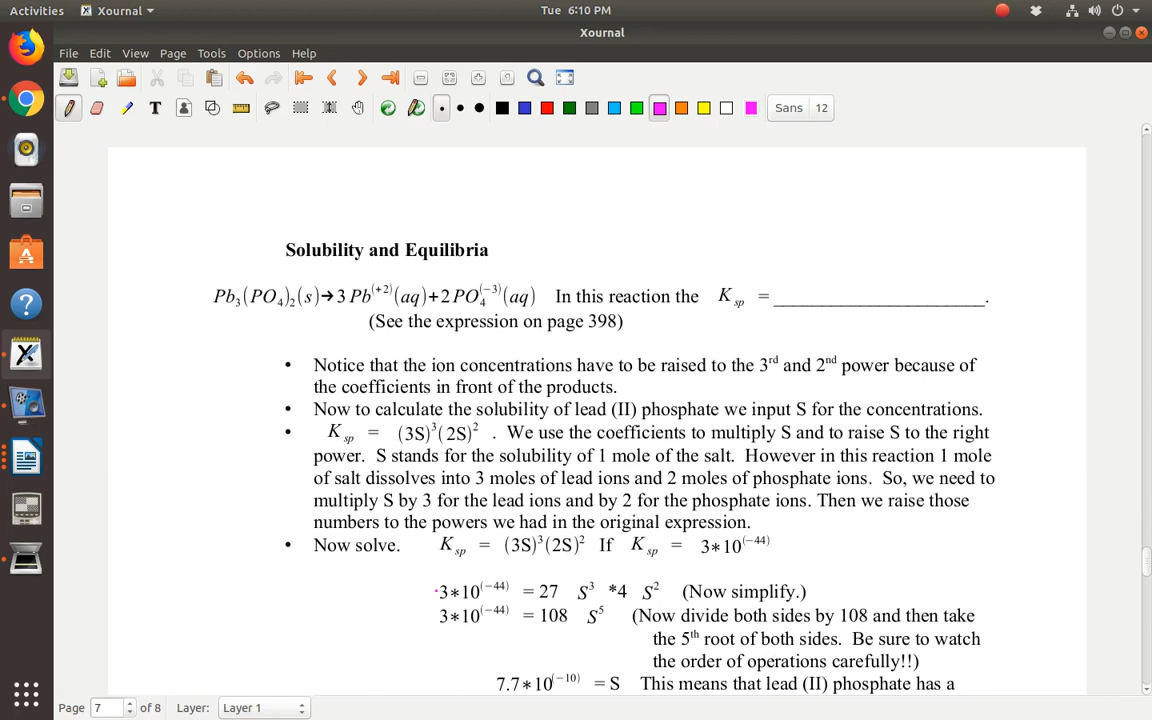 Activities Xournal Tue 6:10 PM
Xournal
File Edit View Page Tools Options Help
T Sans 12
Solubility and Equilibria
Pb₃(PO₄)₂(s)→3 Pb⁽⁺²⁾(aq)+2 PO₄⁽⁻³⁾(aq) In this reaction the K_sp = ______________________.
(See the expression on page 398)
• Notice that the ion concentrations have to be raised to the 3rd and 2nd power because of
the coefficients in front of the products.
• Now to calculate the solubility of lead (II) phosphate we input S for the concentrations.
• K_sp = (3S)³(2S)² . We use the coefficients to multiply S and to raise S to the right
power. S stands for the solubility of 1 mole of the salt. However in this reaction 1 mole
of salt dissolves into 3 moles of lead ions and 2 moles of phosphate ions. So, we need to
multiply S by 3 for the lead ions and by 2 for the phosphate ions. Then we raise those
numbers to the powers we had in the original expression.
• Now solve. K_sp = (3S)³(2S)² If K_sp = 3*10⁽⁻⁴⁴⁾
3*10⁽⁻⁴⁴⁾ = 27 S³ *4 S² (Now simplify.)
3*10⁽⁻⁴⁴⁾ = 108 S⁵ (Now divide both sides by 108 and then take
the 5th root of both sides. Be sure to watch
the order of operations carefully!!)
7.7*10⁽⁻¹⁰⁾ = S This means that lead (II) phosphate has a
Page 7 of 8 Layer: Layer 1